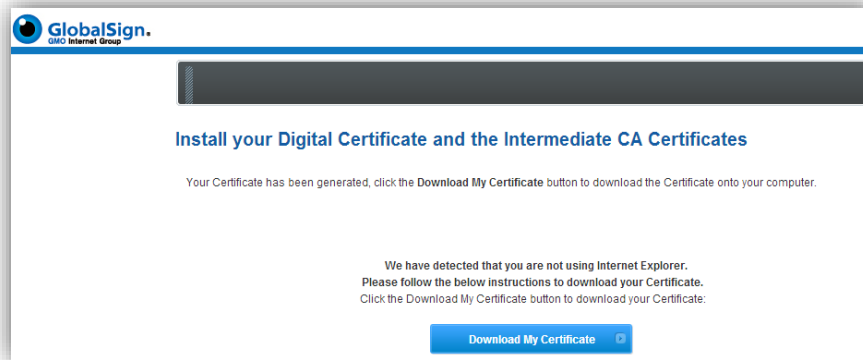 GlobalSign.
GMO Internet Group
Install your Digital Certificate and the Intermediate CA Certificates
Your Certificate has been generated, click the Download My Certificate button to download the Certificate onto your computer.
We have detected that you are not using Internet Explorer.
Please follow the below instructions to download your Certificate.
Click the Download My Certificate button to download your Certificate:
Download My Certificate